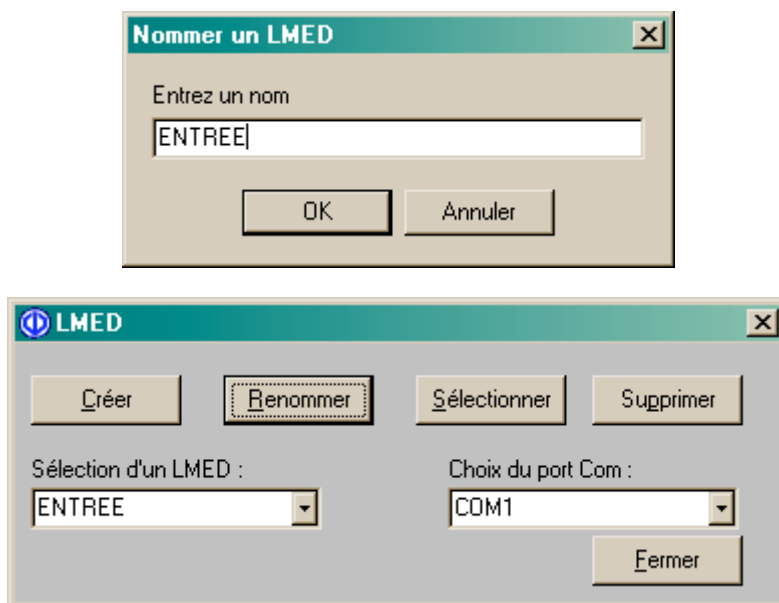 Nommer un LMED
Entrez un nom
ENTREE
OK Annuler
LMED
Créer Renommer Sélectionner Supprimer
Sélection d'un LMED : Choix du port Com :
ENTREE COM1
Fermer